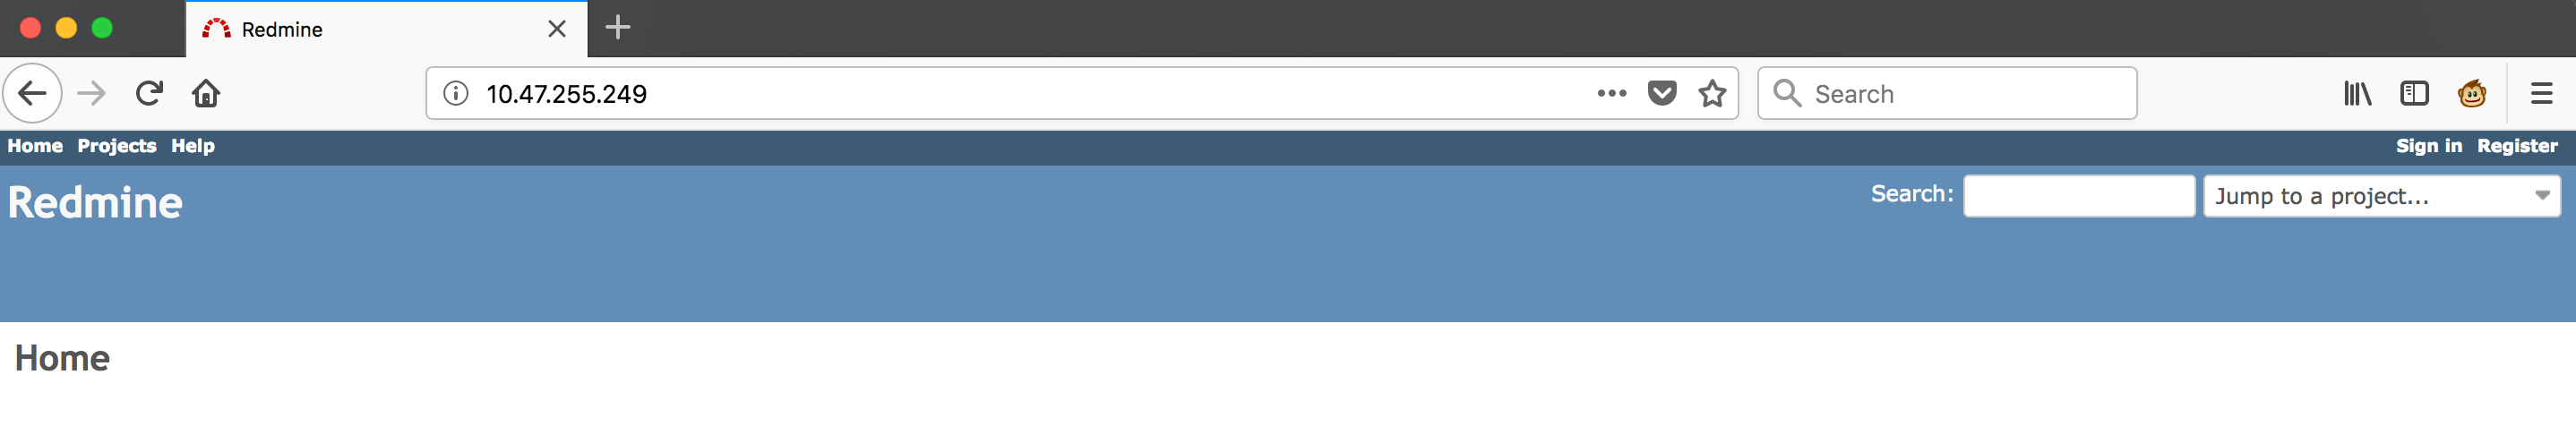 Redmine
10.47.255.249
Search
Home Projects Help
Sign in Register
Redmine
Search:
Jump to a project...
Home